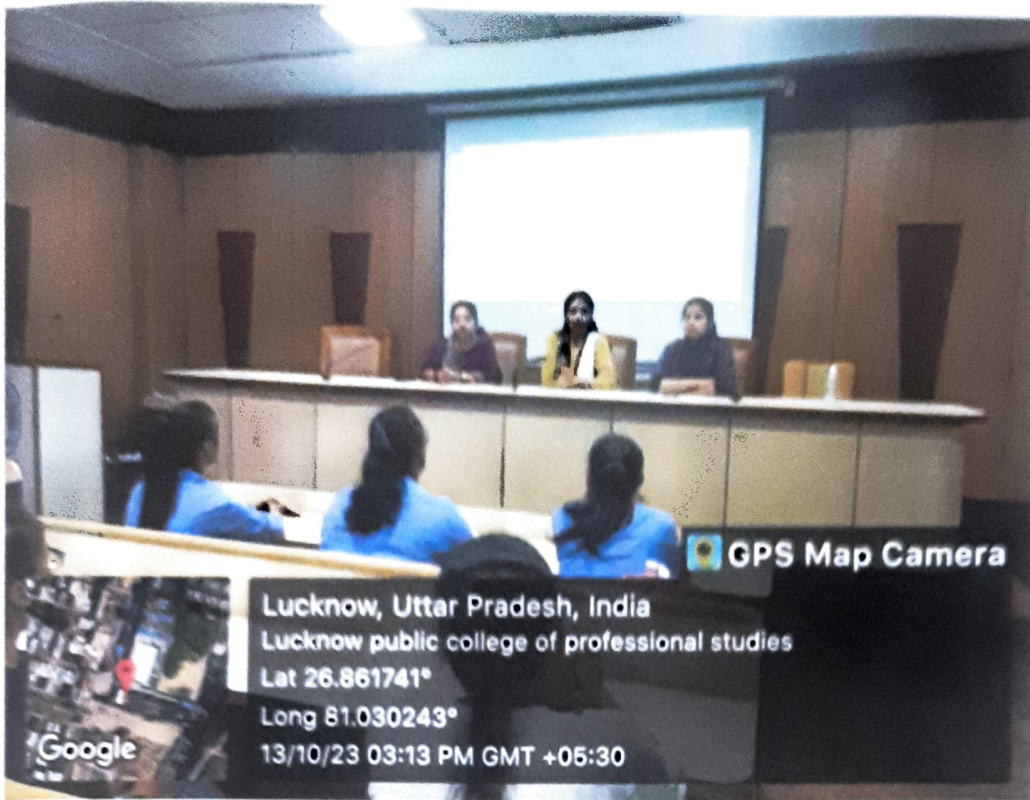 GPS Map Camera
Lucknow, Uttar Pradesh, India
Lucknow public college of professional studies
Lat 26.861741°
Long 81.030243°
13/10/23 03:13 PM GMT +05:30
Google